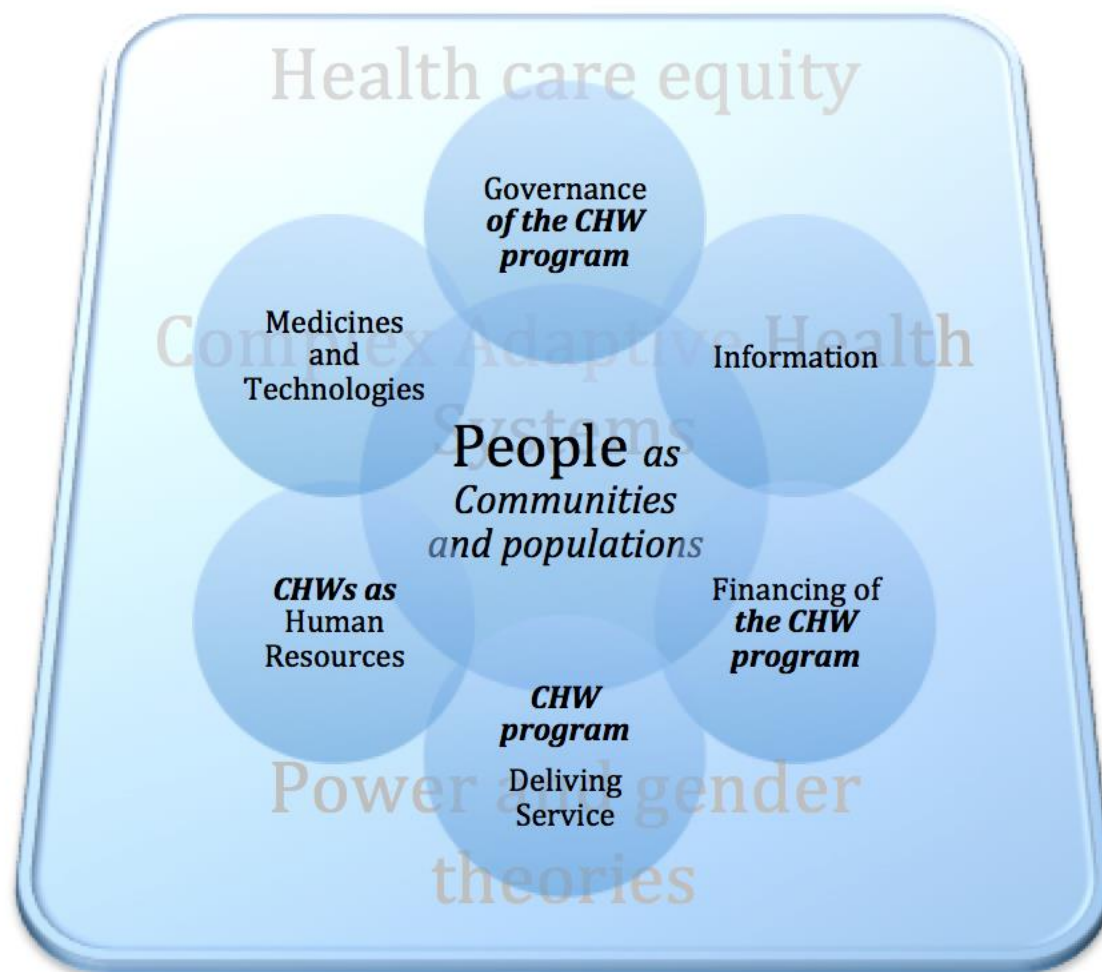 Health care equity
Governance
of the CHW
program
Medicines
and
Technologies
Complex Adaptive Health
Systems
Information
People as
Communities
and populations
CHWs as
Human
Resources
Financing of
the CHW
program
CHW
program
Deliving
Service
Power and gender
theories